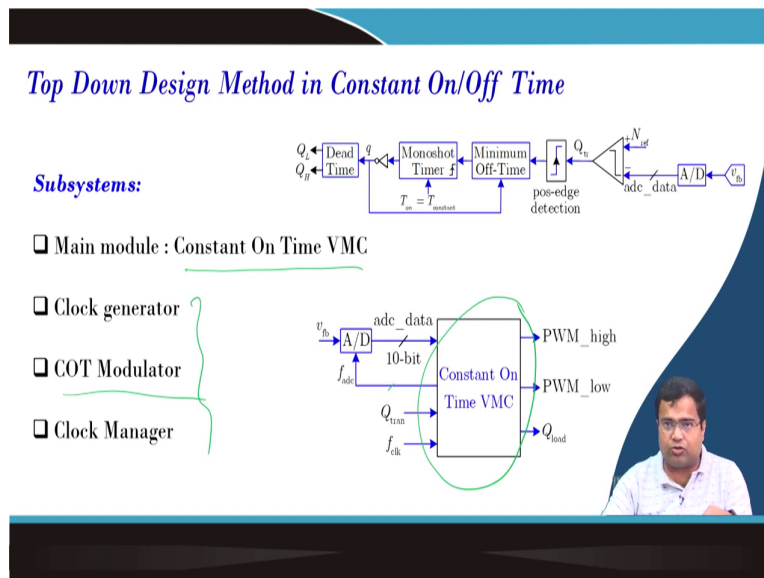 Top Down Design Method in Constant On/Off Time
Subsystems:
❑ Main module : Constant On Time VMC
❑ Clock generator
❑ COT Modulator
❑ Clock Manager
Q_L
Q_H
Dead
Time
q
Monoshot
Timer f
Minimum
Off-Time
T_on = T_constant
pos-edge
detection
Q_tr
+
N_ref
−
adc_data
A/D
v_fb
v_fb
A/D
adc_data
10-bit
f_adc
Q_tran
f_clk
Constant On
Time VMC
PWM_high
PWM_low
Q_load